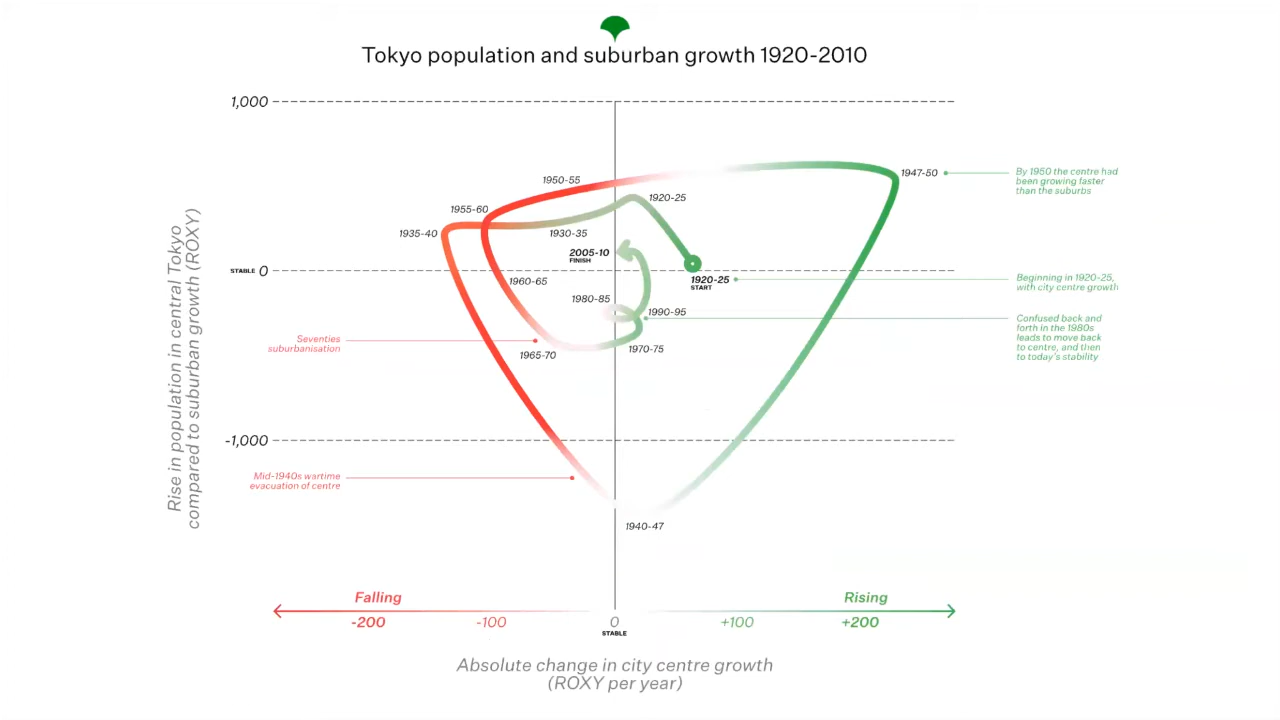 Tokyo population and suburban growth 1920-2010
1,000
1947-50
By 1950 the centre had
been growing faster
than the suburbs
1950-55
1920-25
1955-60
1935-40
1930-35
2005-10
FINISH
STABLE 0
1920-25
START
Beginning in 1920-25,
with city centre growth
1960-65
1980-85
1990-95
Confused back and
forth in the 1980s
leads to move back
to centre, and then
to today's stability
Seventies
suburbanisation
1965-70
1970-75
-1,000
Mid-1940s wartime
evacuation of centre
1940-47
Rise in population in central Tokyo
compared to suburban growth (ROXY)
Falling
Rising
-200
-100
0
+100
+200
STABLE
Absolute change in city centre growth
(ROXY per year)